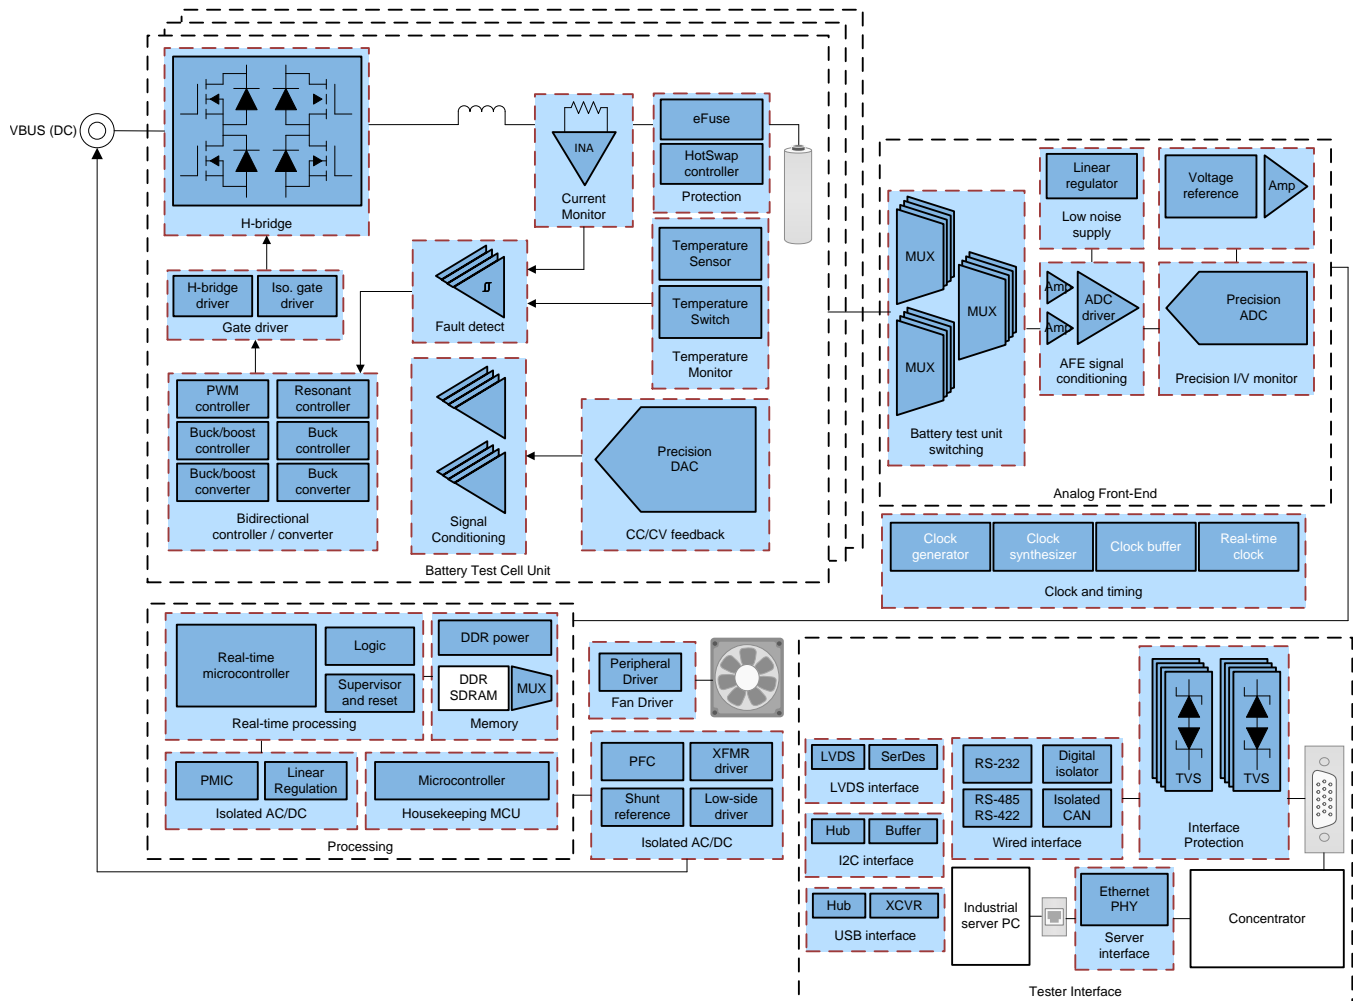 VBUS (DC)
H-bridge
INA
Current
Monitor
eFuse
HotSwap
controller
Protection
Temperature
Sensor
Temperature
Switch
Temperature
Monitor
H-bridge
driver
Iso. gate
driver
Gate driver
Fault detect
PWM
controller
Resonant
controller
Buck/boost
controller
Buck
controller
Buck/boost
converter
Buck
converter
Bidirectional
controller / converter
Signal
Conditioning
Precision
DAC
CC/CV feedback
Battery Test Cell Unit
MUX
MUX
MUX
Battery test unit
switching
Linear
regulator
Low noise
supply
Voltage
reference
Amp
Amp
Amp
ADC
driver
AFE signal
conditioning
Precision
ADC
Precision I/V monitor
Analog Front-End
Clock
generator
Clock
synthesizer
Clock buffer
Real-time
clock
Clock and timing
Real-time
microcontroller
Logic
Supervisor
and reset
Real-time processing
DDR power
DDR
SDRAM
MUX
Memory
PMIC
Linear
Regulation
Isolated AC/DC
Microcontroller
Housekeeping MCU
Processing
Peripheral
Driver
Fan Driver
PFC
XFMR
driver
Shunt
reference
Low-side
driver
Isolated AC/DC
LVDS
SerDes
LVDS interface
Hub
Buffer
I2C interface
Hub
XCVR
USB interface
RS-232
Digital
isolator
RS-485
RS-422
Isolated
CAN
Wired interface
TVS
TVS
Interface
Protection
Industrial
server PC
Ethernet
PHY
Server
interface
Concentrator
Tester Interface